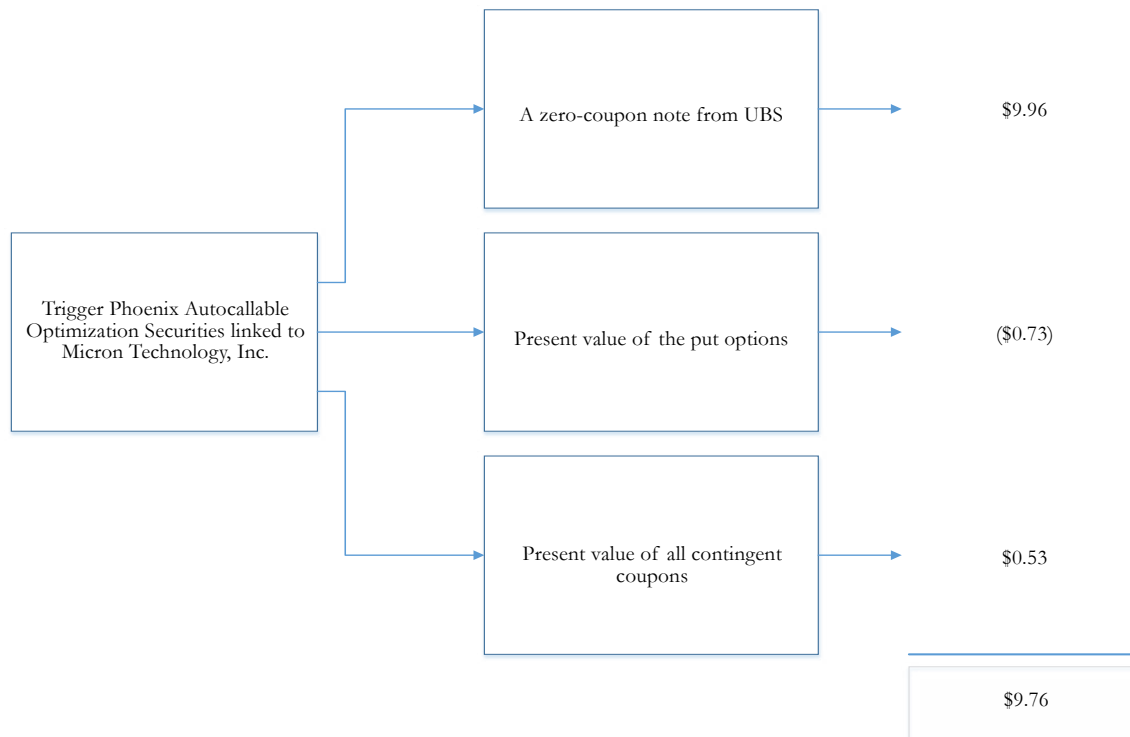 A zero-coupon note from UBS
$9.96
Trigger Phoenix Autocallable
Optimization Securities linked to
Micron Technology, Inc.
Present value of the put options
($0.73)
Present value of all contingent
coupons
$0.53
$9.76